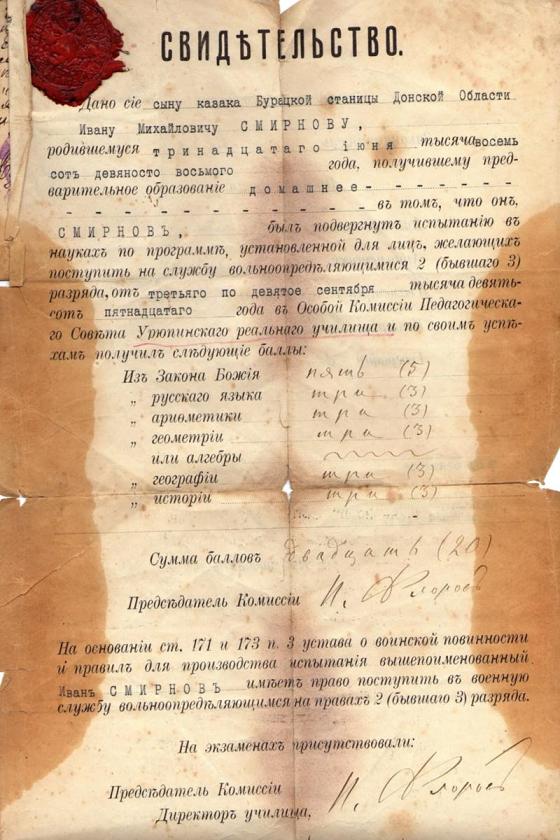 СВИДѢТЕЛЬСТВО.
Дано сіе сыну казака Бурацкой станицы Донской Области
Ивану Михайловичу СМИРНОВУ,
родившемуся тринадцатаго іюня тысяча восемь
сотъ девяносто восьмого года, получившему пред-
варительное образованіе домашнее - - - - - - -
- - - - - - - - - - - - - въ томъ, что онъ,
СМИРНОВЪ, былъ подвергнутъ испытанію въ
наукахъ по программѣ, установленной для лицъ, желающихъ
поступить на службу вольноопредѣляющимися 2 (бывшаго 3)
разряда, отъ третьяго по девятое сентября тысяча девять-
сотъ пятнадцатаго года въ Особой Комиссіи Педагогическа-
го Совѣта Урюпинскаго реальнаго училища и по своимъ успѣ-
хамъ получилъ слѣдующіе баллы:
Изъ Закона Божія пять (5)
„ русскаго языка три (3)
„ ариѳметики три (3)
„ геометріи три (3)
или алгебры
„ географіи три (3)
„ исторіи три (3)
Сумма балловъ двадцать (20)
Предсѣдатель Комиссіи Н.
На основаніи ст. 171 и 173 п. 3 устава о воинской повинности
и правилъ для производства испытанія вышепоименованный
Иванъ СМИРНОВЪ имѣетъ право поступить въ военную
службу вольноопредѣляющимся на правахъ 2 (бывшаго 3) разряда.
На экзаменахъ присутствовали:
Предсѣдатель Комиссіи
Директоръ училища, Н.